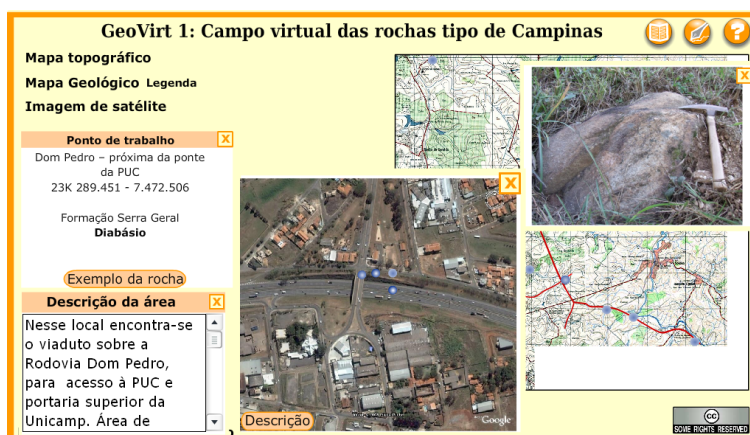 GeoVirt 1: Campo virtual das rochas tipo de Campinas
Mapa topográfico
Mapa Geológico Legenda
Imagem de satélite
Ponto de trabalho X
Dom Pedro – próxima da ponte
da PUC
23K 289.451 - 7.472.506
Formação Serra Geral
Diabásio
Exemplo da rocha
Descrição da área X
Nesse local encontra-se
o viaduto sobre a
Rodovia Dom Pedro,
para acesso à PUC e
portaria superior da
Unicamp. Área de
X
Descrição
Google
X
?
cc
SOME RIGHTS RESERVED